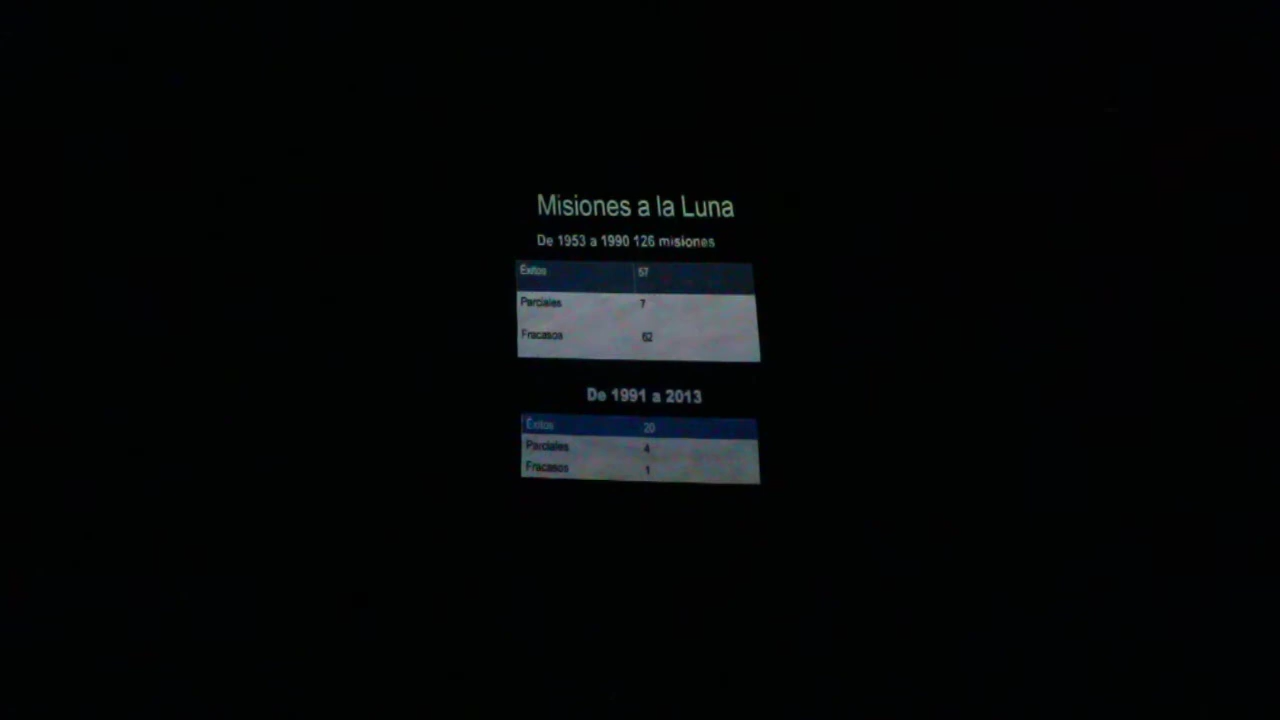 Misiones a la Luna
De 1953 a 1990 126 misiones
Éxitos 57
Parciales 7
Fracasos 62
De 1991 a 2013
Éxitos 20
Parciales 4
Fracasos 1